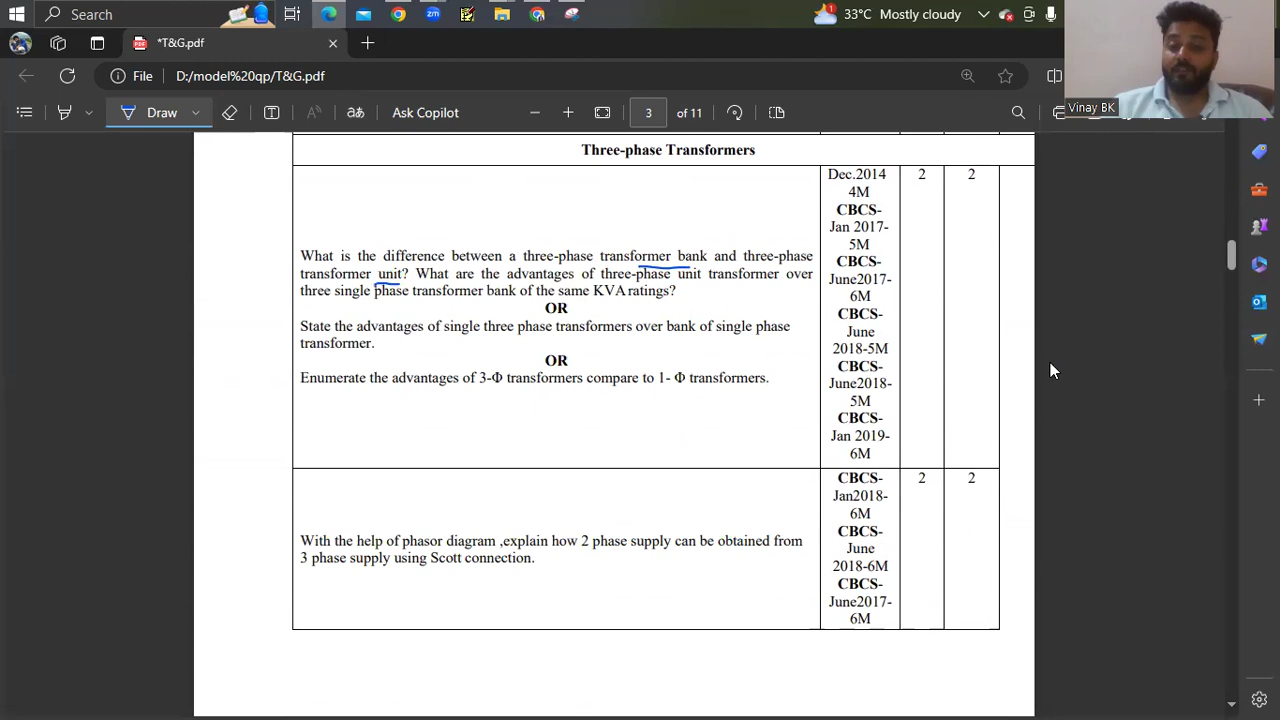 Search
33°C Mostly cloudy
*T&G.pdf
File D:/model%20qp/T&G.pdf
Draw
Ask Copilot
3 of 11
Vinay BK
Three-phase Transformers
What is the difference between a three-phase transformer bank and three-phase
transformer unit? What are the advantages of three-phase unit transformer over
three single phase transformer bank of the same KVA ratings?
OR
State the advantages of single three phase transformers over bank of single phase
transformer.
OR
Enumerate the advantages of 3-Φ transformers compare to 1- Φ transformers.
Dec.2014
4M
CBCS-
Jan 2017-
5M
CBCS-
June2017-
6M
CBCS-
June
2018-5M
CBCS-
June2018-
5M
CBCS-
Jan 2019-
6M
2
2
With the help of phasor diagram ,explain how 2 phase supply can be obtained from
3 phase supply using Scott connection.
CBCS-
Jan2018-
6M
CBCS-
June
2018-6M
CBCS-
June2017-
6M
2
2